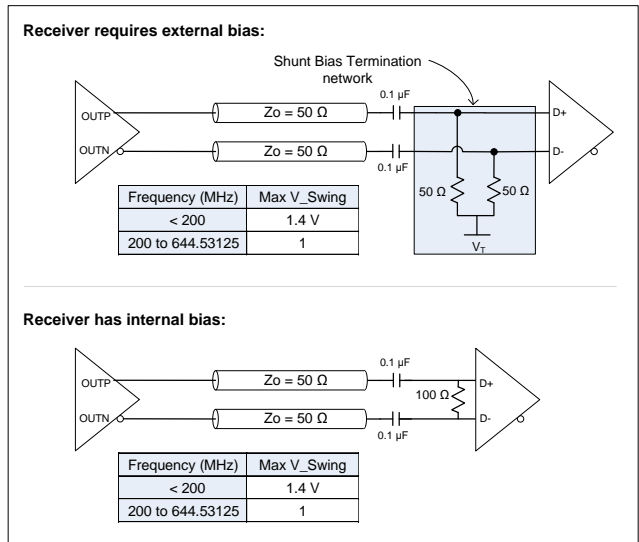 Receiver requires external bias:
Shunt Bias Termination
network
0.1 µF
OUTP
Zo = 50 Ω
D+
OUTN
Zo = 50 Ω
D-
0.1 µF
50 Ω
50 Ω
V_T
Frequency (MHz) Max V_Swing
< 200 1.4 V
200 to 644.53125 1
Receiver has internal bias:
0.1 µF
OUTP
Zo = 50 Ω
D+
100 Ω
OUTN
Zo = 50 Ω
D-
0.1 µF
Frequency (MHz) Max V_Swing
< 200 1.4 V
200 to 644.53125 1